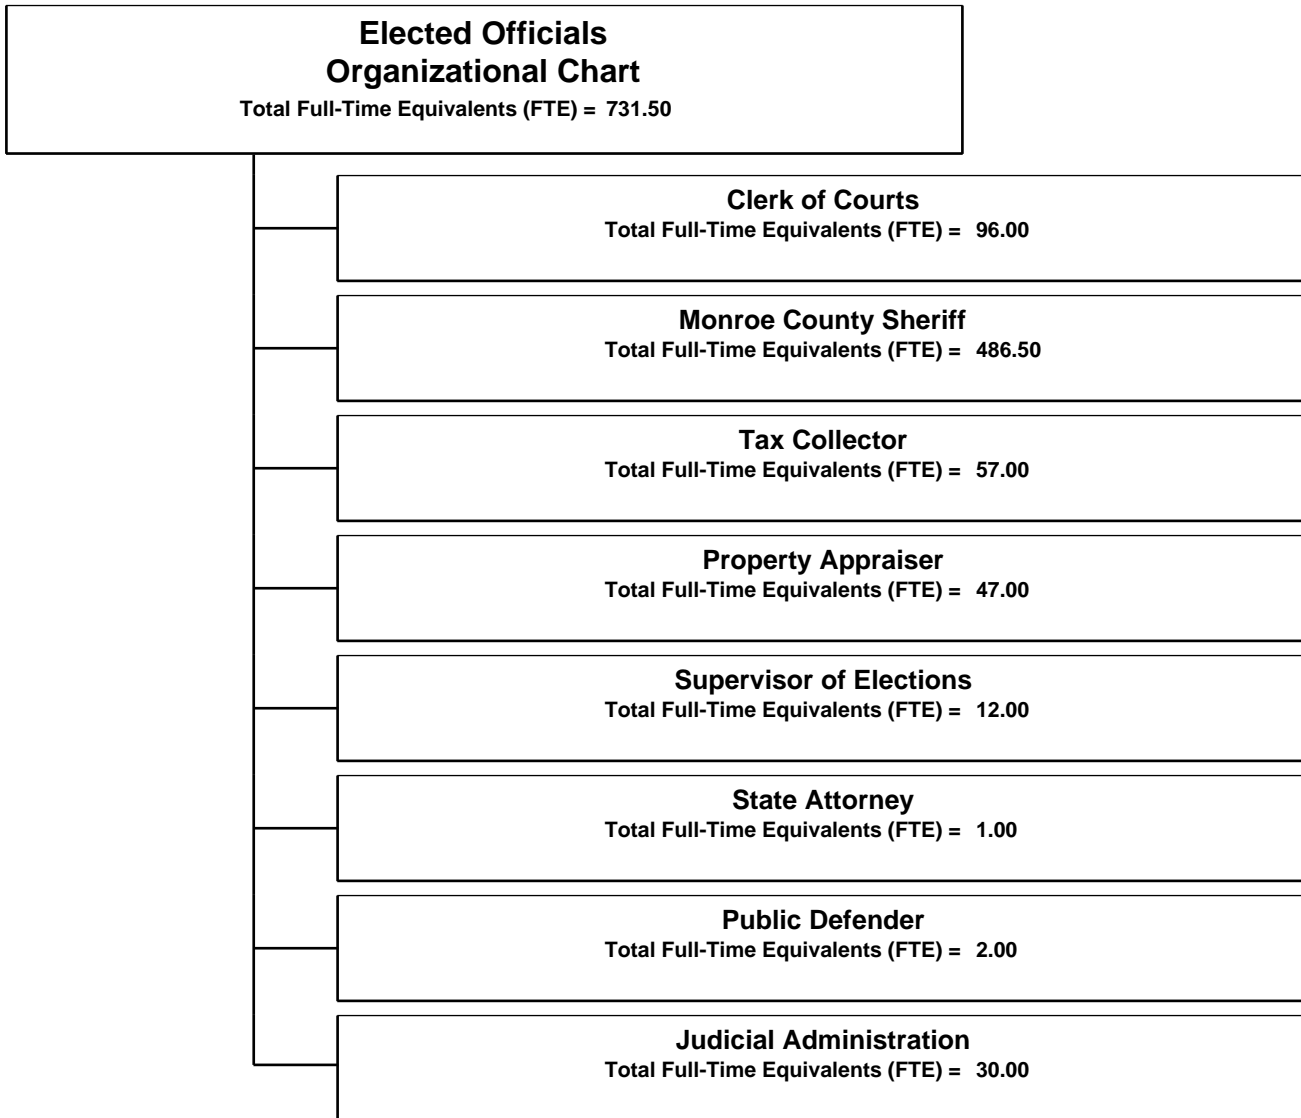 Elected Officials
Organizational Chart
Total Full-Time Equivalents (FTE) = 731.50
Clerk of Courts
Total Full-Time Equivalents (FTE) = 96.00
Monroe County Sheriff
Total Full-Time Equivalents (FTE) = 486.50
Tax Collector
Total Full-Time Equivalents (FTE) = 57.00
Property Appraiser
Total Full-Time Equivalents (FTE) = 47.00
Supervisor of Elections
Total Full-Time Equivalents (FTE) = 12.00
State Attorney
Total Full-Time Equivalents (FTE) = 1.00
Public Defender
Total Full-Time Equivalents (FTE) = 2.00
Judicial Administration
Total Full-Time Equivalents (FTE) = 30.00